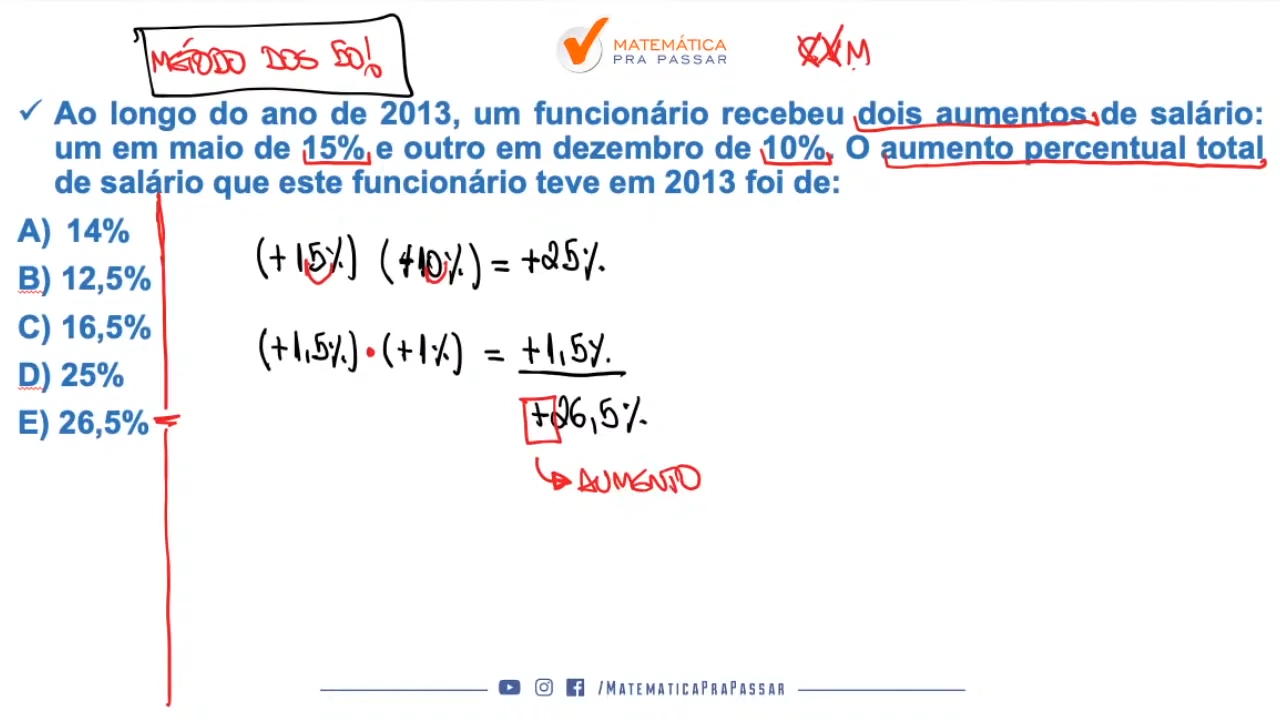 MÉTODO DOS 50!
MATEMÁTICA
PRA PASSAR
✓ Ao longo do ano de 2013, um funcionário recebeu dois aumentos de salário:
um em maio de 15% e outro em dezembro de 10%. O aumento percentual total
de salário que este funcionário teve em 2013 foi de:
A) 14%
B) 12,5%
C) 16,5%
D) 25%
E) 26,5%
(+15%) (+10%) = +25%
(+1,5%) • (+1%) = +1,5%
+26,5%
AUMENTO
/MATEMATICAPRAPASSAR